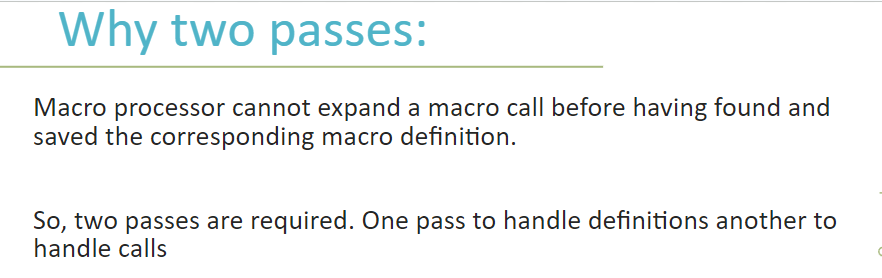 Why two passes:
Macro processor cannot expand a macro call before having found and
saved the corresponding macro definition.
So, two passes are required. One pass to handle definitions another to
handle calls